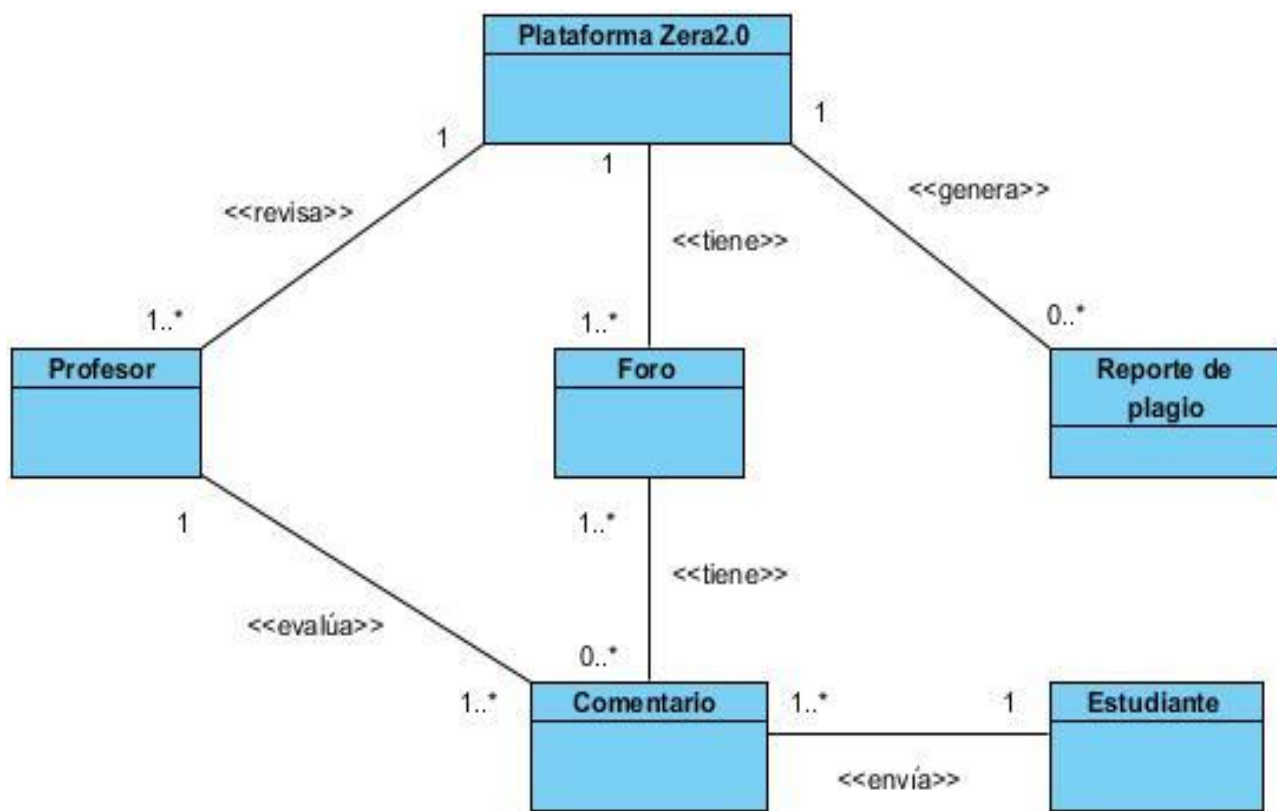 Plataforma Zera2.0
1
1
1
<<revisa>>
<<genera>>
<<tiene>>
1..*
1..*
0..*
Profesor
Foro
Reporte de
plagio
1
1..*
<<tiene>>
<<evalúa>>
0..*
1..*
Comentario
1..*
1
Estudiante
<<envía>>